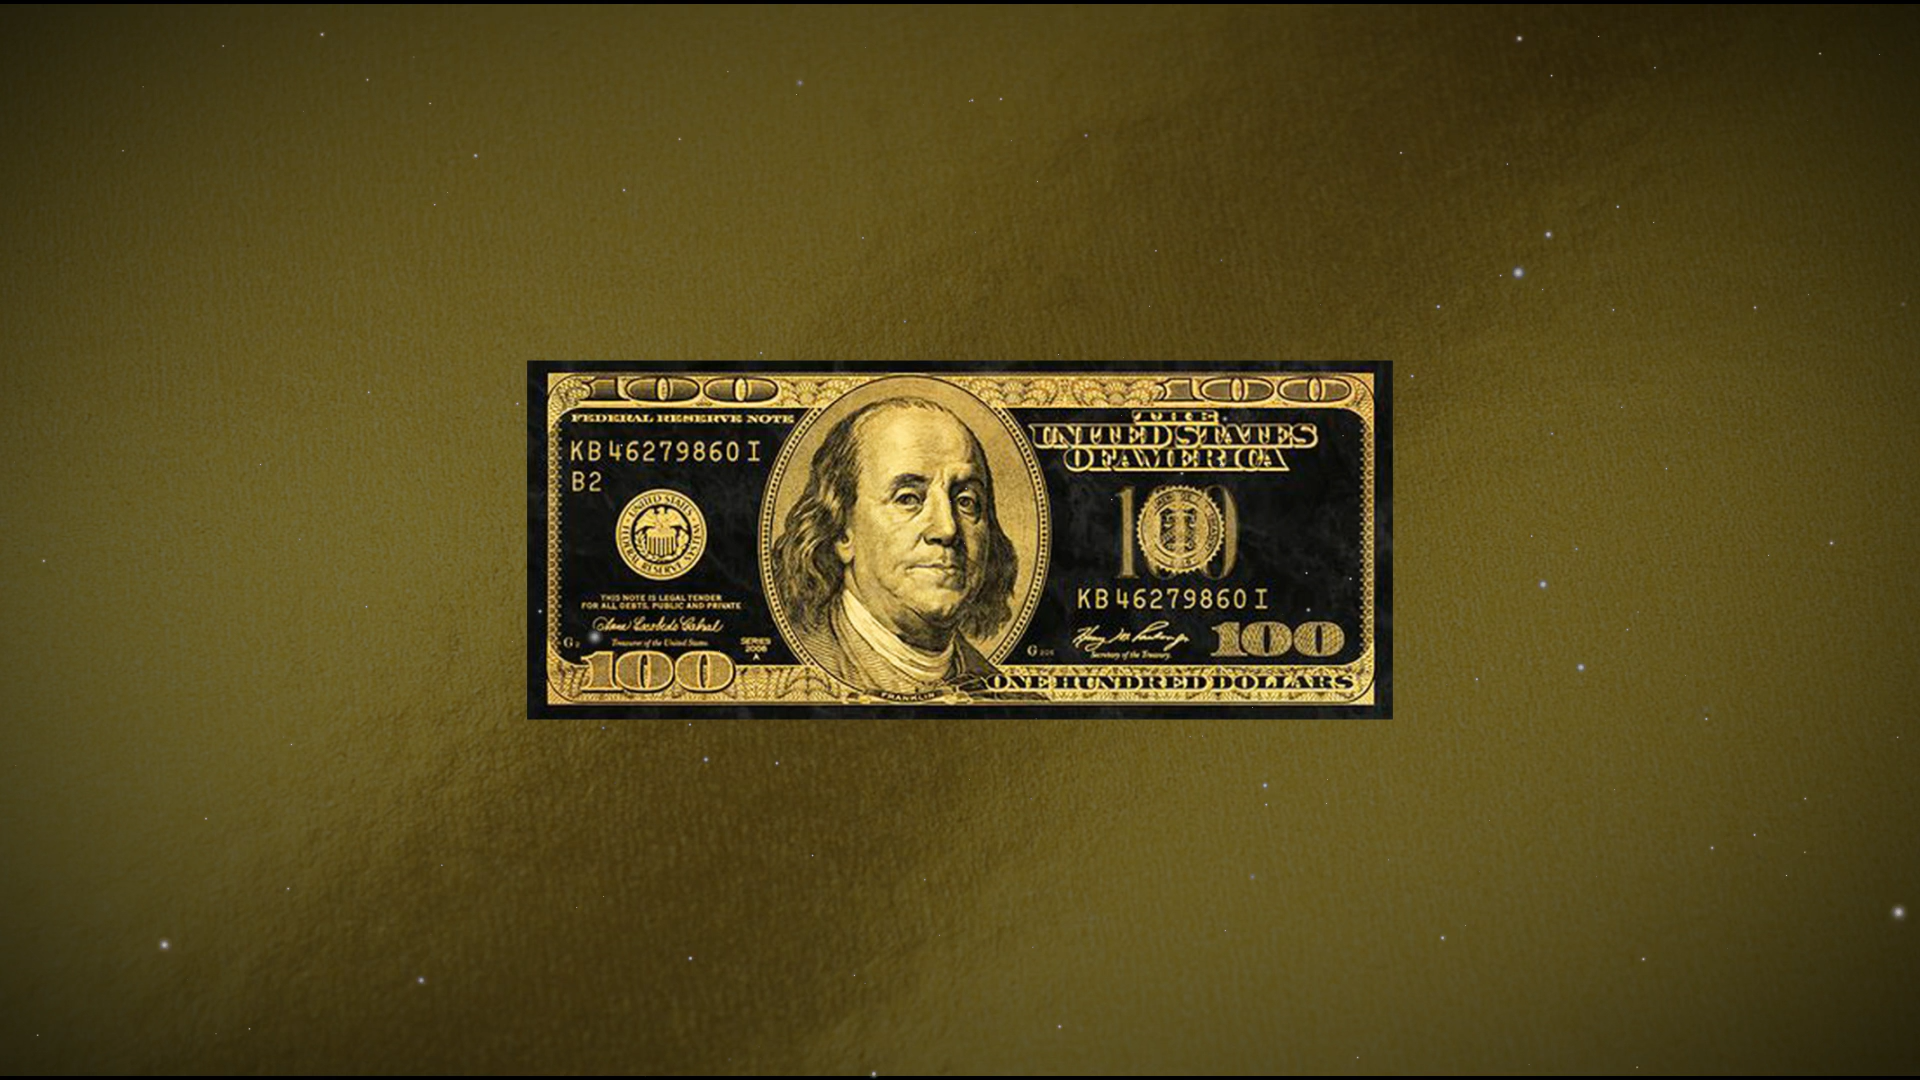 100 100
FEDERAL RESERVE NOTE
KB 46279860 I
B2
THE
UNITED STATES
OF AMERICA
100
KB 46279860 I
THIS NOTE IS LEGAL TENDER
FOR ALL DEBTS, PUBLIC AND PRIVATE
Treasurer of the United States
SERIES
2006
A
Secretary of the Treasury
100
100
FRANKLIN
ONE HUNDRED DOLLARS